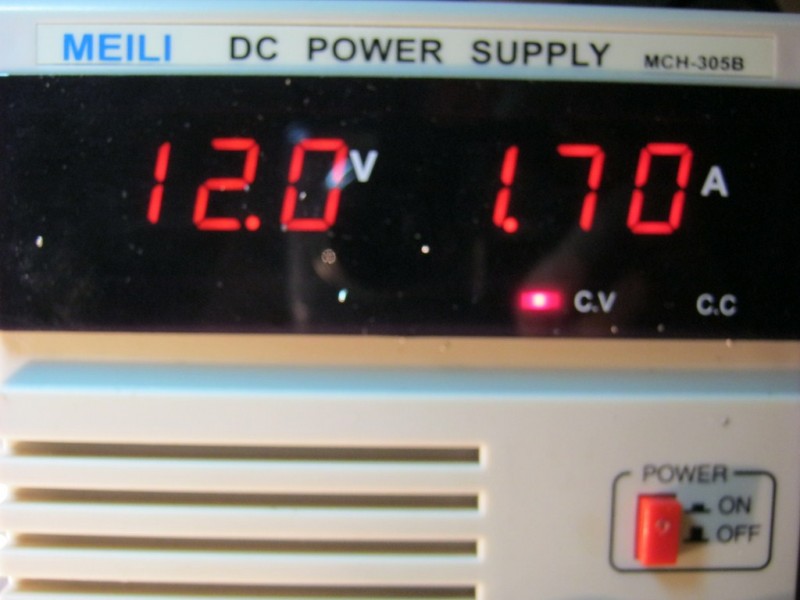 MEILI DC POWER SUPPLY MCH-305B
12.0 V 1.70 A
C.V C.C
POWER
ON
OFF